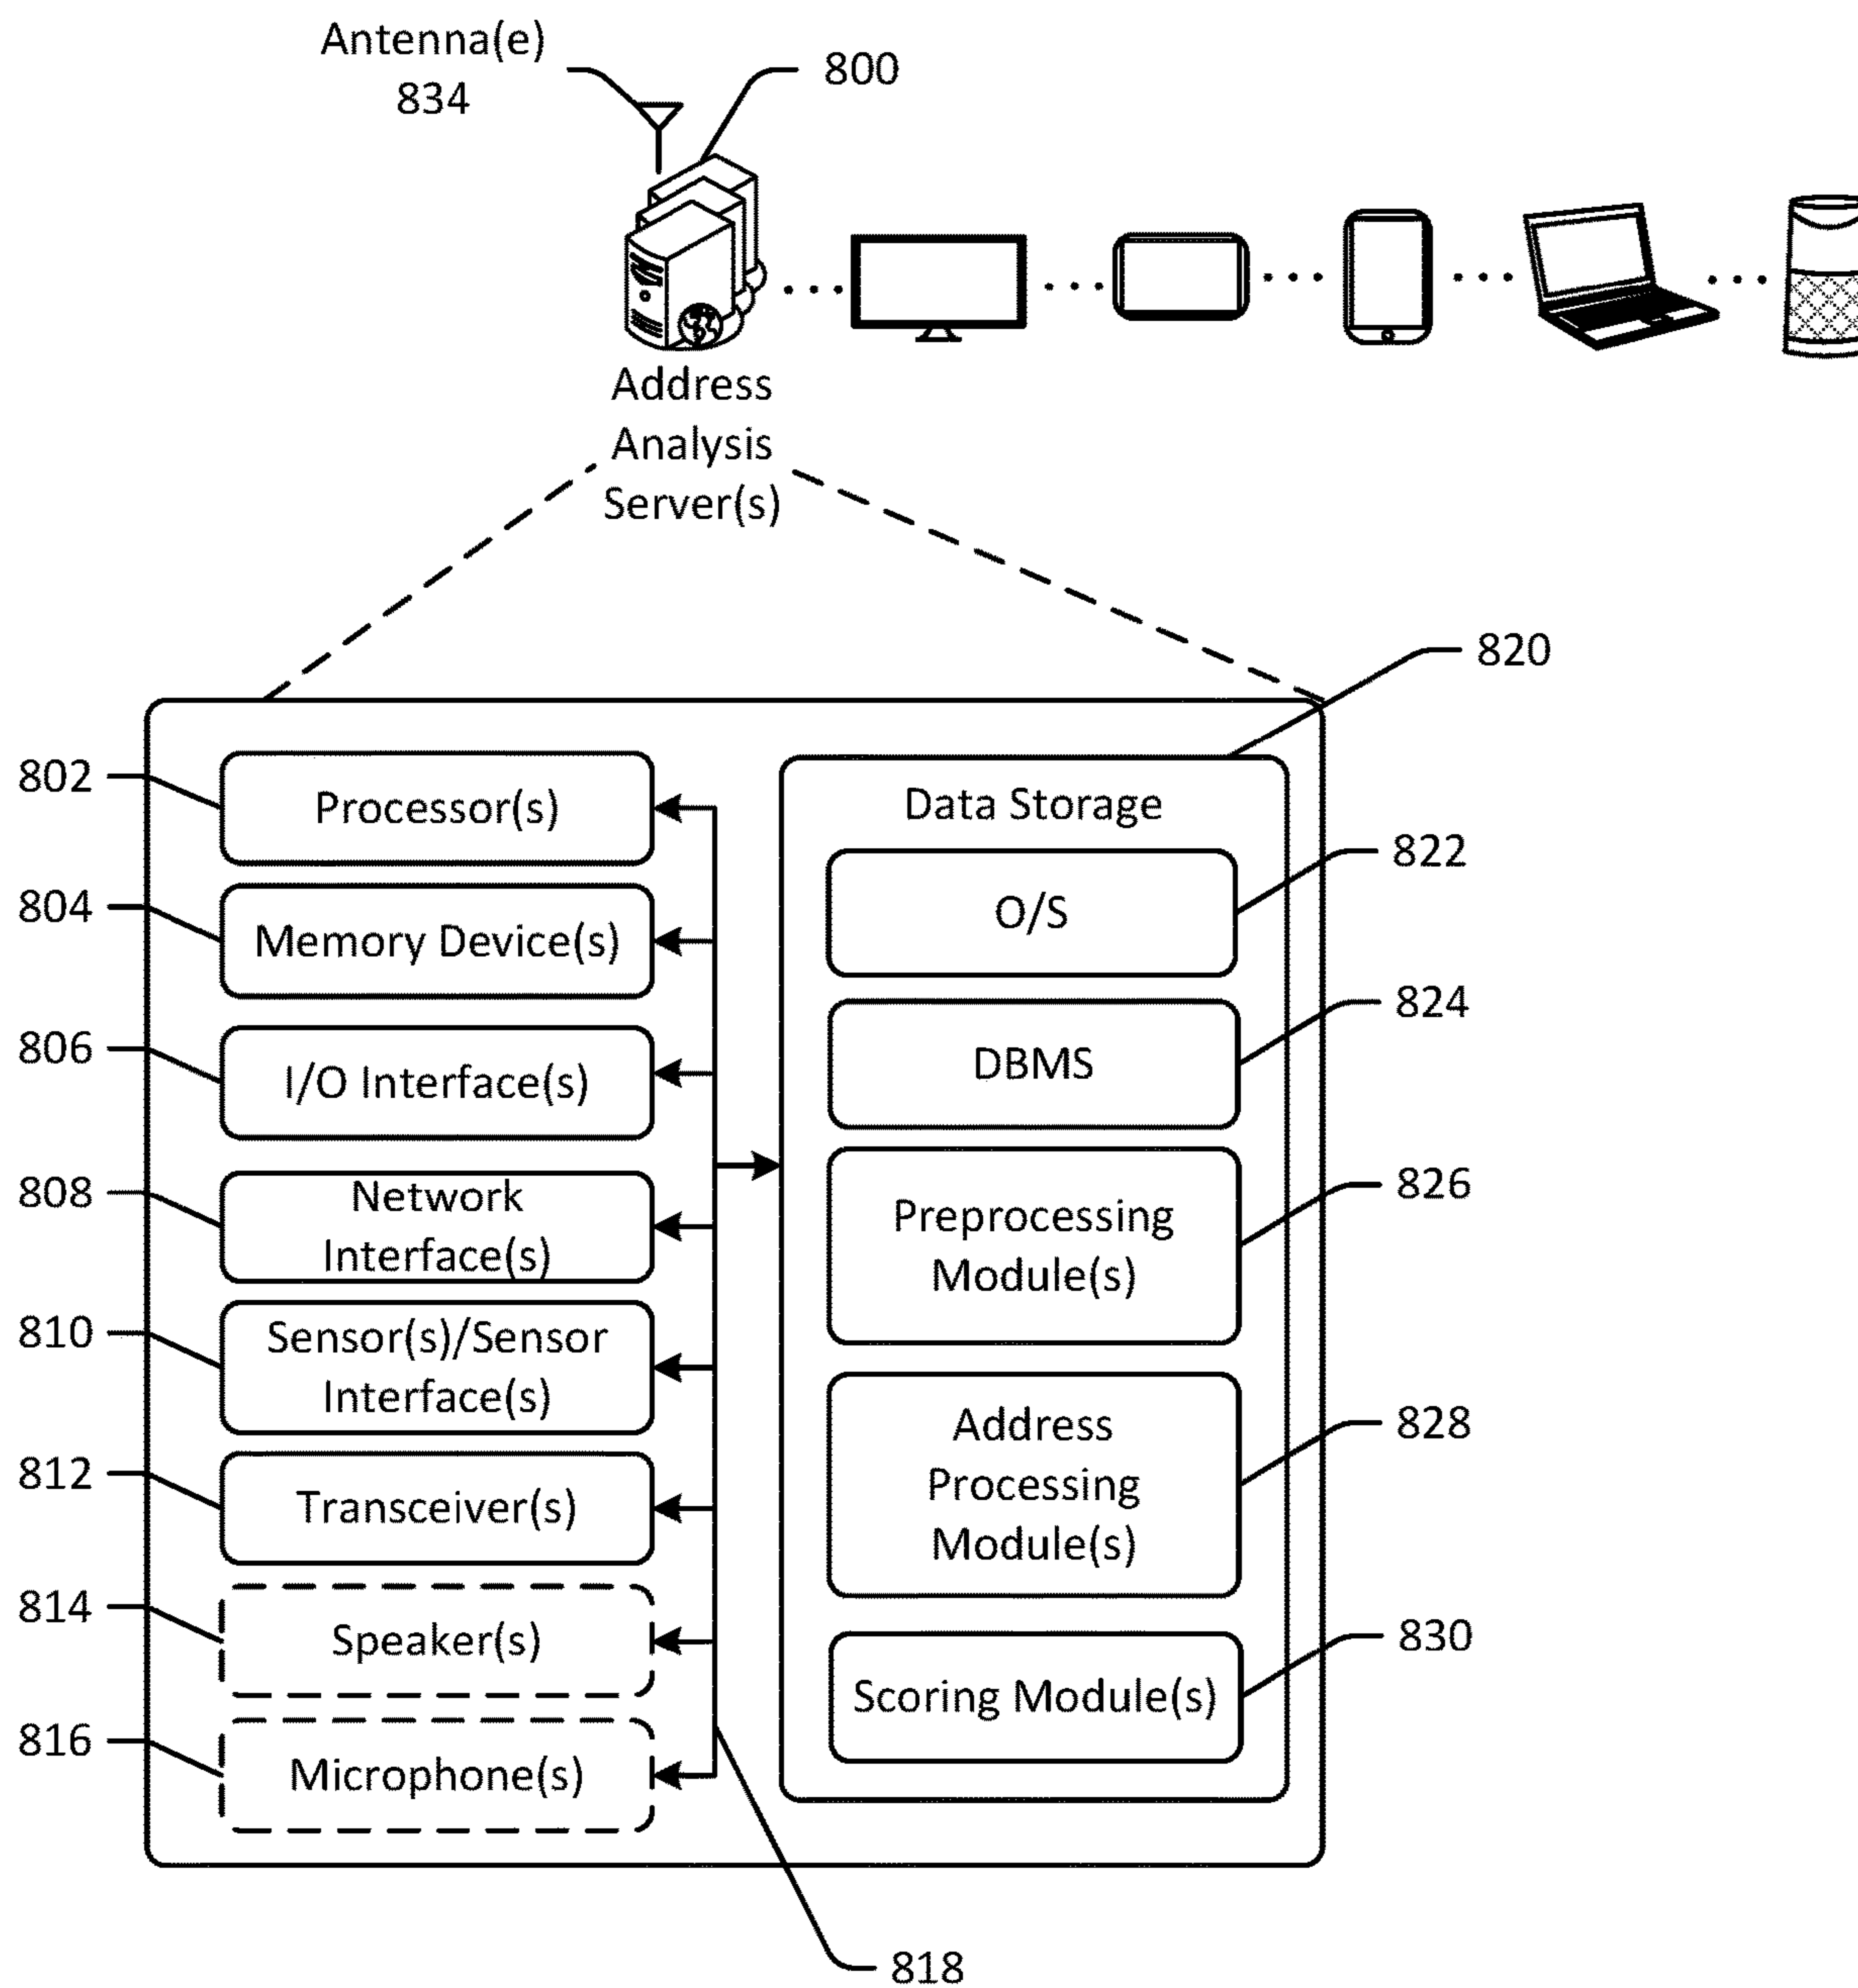 Antenna(e)
834
800
Address
Analysis
Server(s)
820
802
Processor(s)
804
Memory Device(s)
806
I/O Interface(s)
808
Network
Interface(s)
810
Sensor(s)/Sensor
Interface(s)
812
Transceiver(s)
814
Speaker(s)
816
Microphone(s)
Data Storage
822
O/S
824
DBMS
826
Preprocessing
Module(s)
828
Address
Processing
Module(s)
830
Scoring Module(s)
818